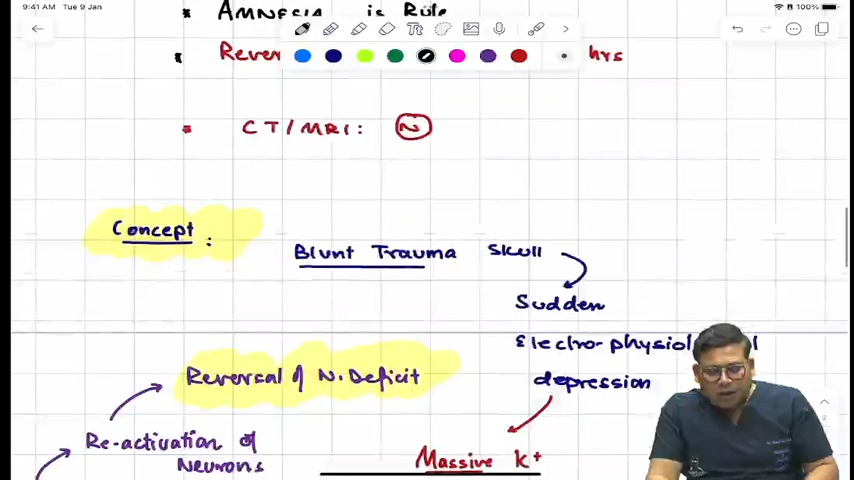 9:41 AM Tue 9 Jan
100%
* AMNESIA is Rule
* Rever hrs
* CT/MRI: N
Concept :
Blunt Trauma Skull
Sudden
Electro-physiol l
depression
Reversal of N. Deficit
Re-activation of
Neurons
Massive K+